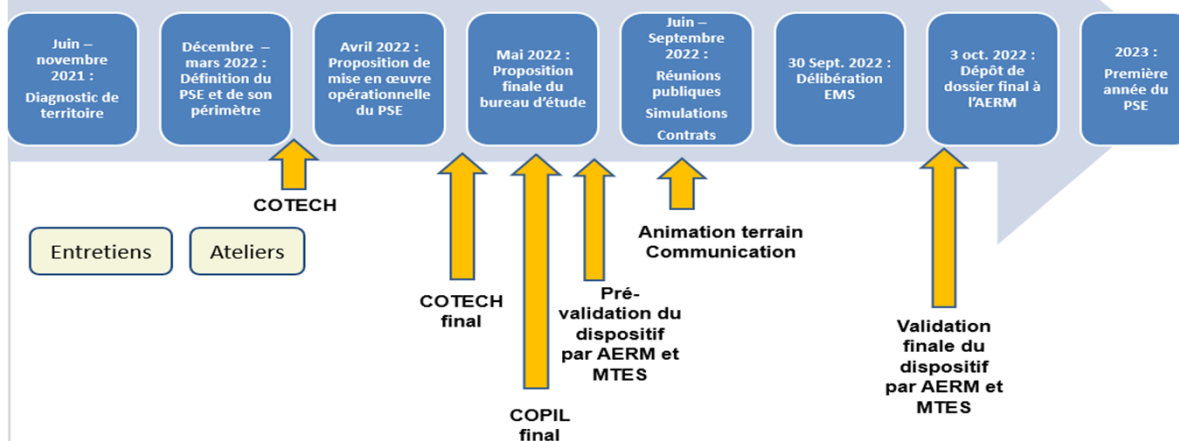 Juin –
novembre
2021 :
Diagnostic de
territoire
Décembre –
mars 2022 :
Définition du
PSE et de son
périmètre
Avril 2022 :
Proposition de
mise en œuvre
opérationnelle
du PSE
Mai 2022 :
Proposition
finale du
bureau d’étude
Juin –
Septembre
2022 :
Réunions
publiques
Simulations
Contrats
30 Sept. 2022 :
Délibération
EMS
3 oct. 2022 :
Dépôt de
dossier final à
l’AERM
2023 :
Première
année du
PSE
COTECH
Entretiens
Ateliers
COTECH
final
COPIL
final
Pré-
validation du
dispositif
par AERM et
MTES
Animation terrain
Communication
Validation
finale du
dispositif
par AERM et
MTES